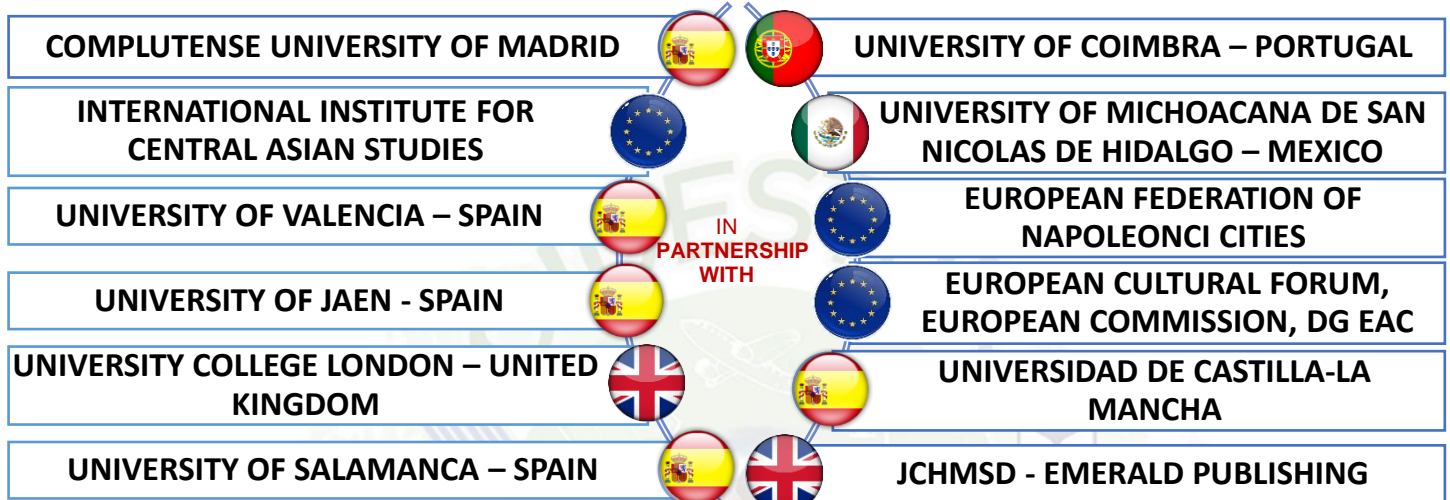 COMPLUTENSE UNIVERSITY OF MADRID
INTERNATIONAL INSTITUTE FOR
CENTRAL ASIAN STUDIES
UNIVERSITY OF VALENCIA – SPAIN
UNIVERSITY OF JAEN - SPAIN
UNIVERSITY COLLEGE LONDON – UNITED
KINGDOM
UNIVERSITY OF SALAMANCA – SPAIN
IN
PARTNERSHIP
WITH
UNIVERSITY OF COIMBRA – PORTUGAL
UNIVERSITY OF MICHOACANA DE SAN
NICOLAS DE HIDALGO – MEXICO
EUROPEAN FEDERATION OF
NAPOLEONCI CITIES
EUROPEAN CULTURAL FORUM,
EUROPEAN COMMISSION, DG EAC
UNIVERSIDAD DE CASTILLA-LA
MANCHA
JCHMSD - EMERALD PUBLISHING